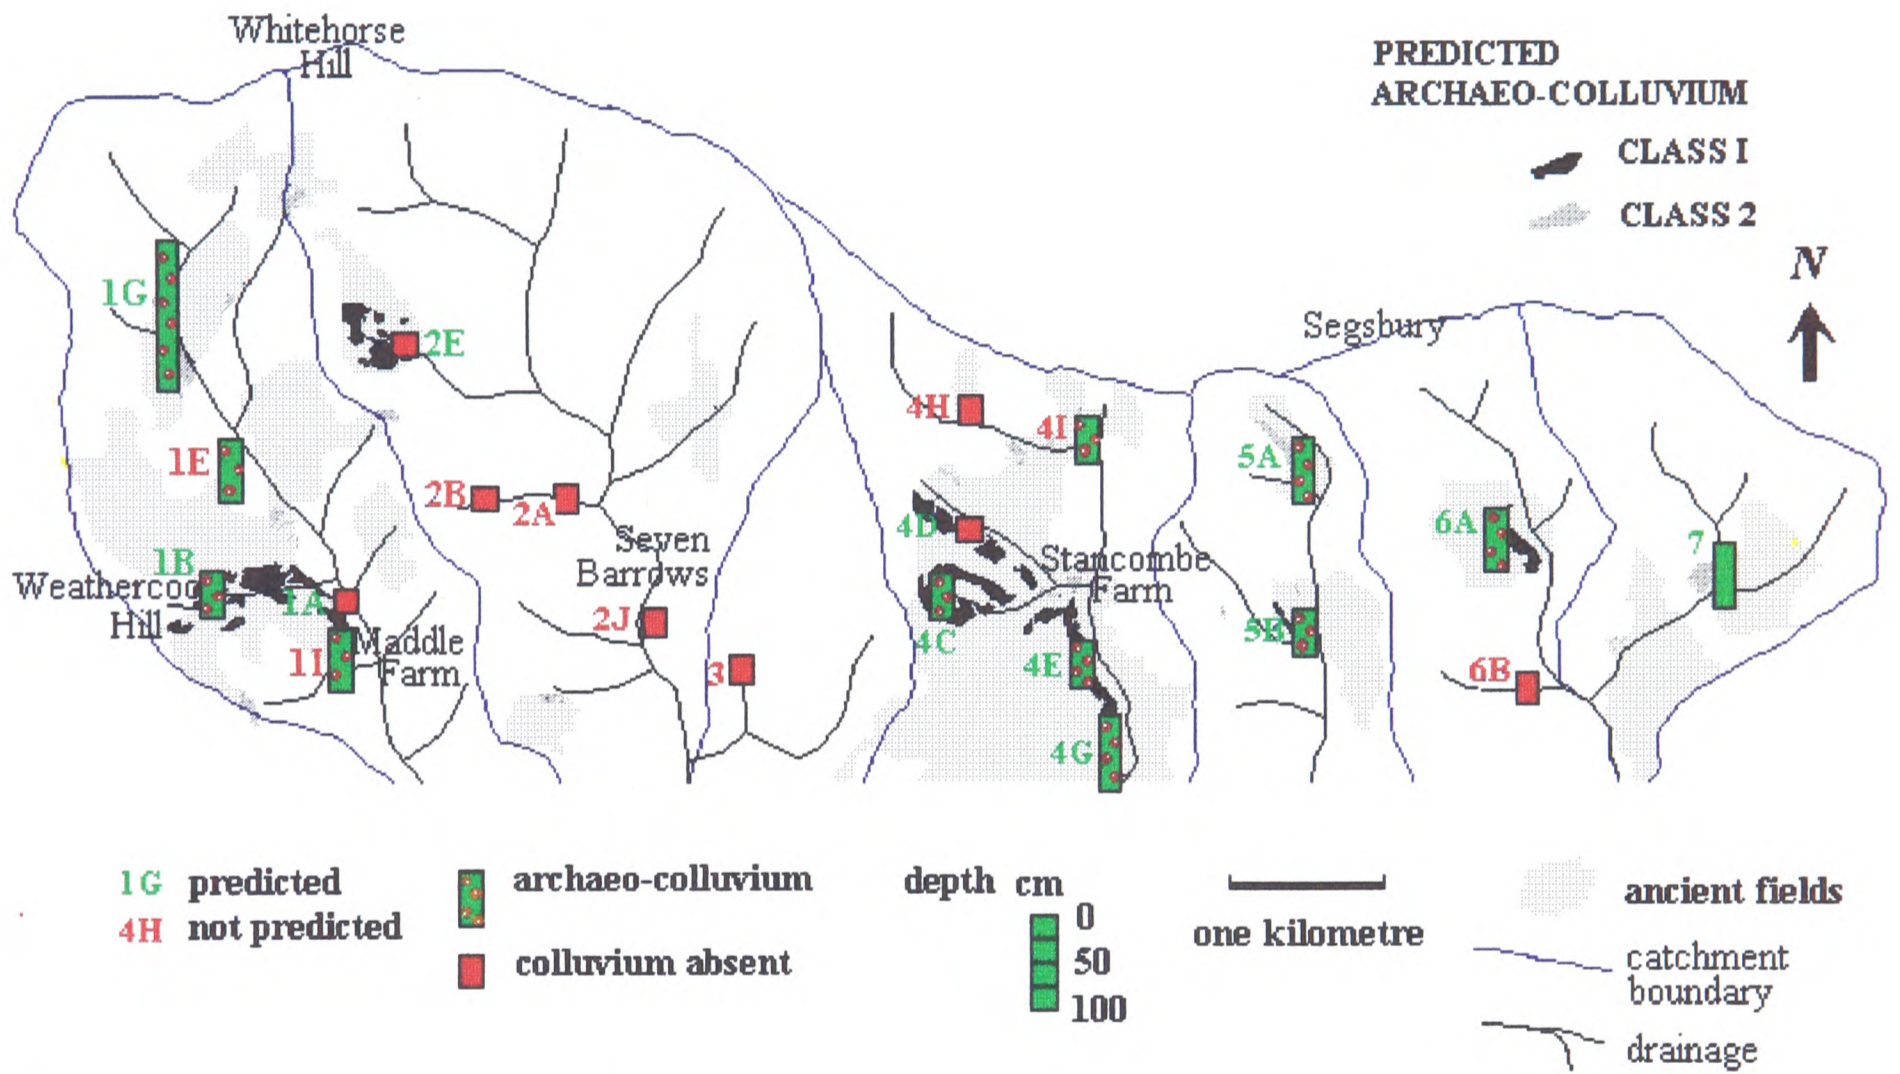 Whitehorse
Hill
PREDICTED
ARCHAEO-COLLUVIUM
CLASS I
CLASS 2
N
1G
2E
Segsbury
4H
4I
1E
5A
2B
2A
4D
6A
Seven
Barrows
Stancombe
Farm
7
1B
Weathercoc
Hill
1A
2J
4C
5B
1I
Maddle
Farm
3
4E
6B
4G
1G predicted
4H not predicted
archaeo-colluvium
colluvium absent
depth cm
0
50
100
one kilometre
ancient fields
catchment
boundary
drainage